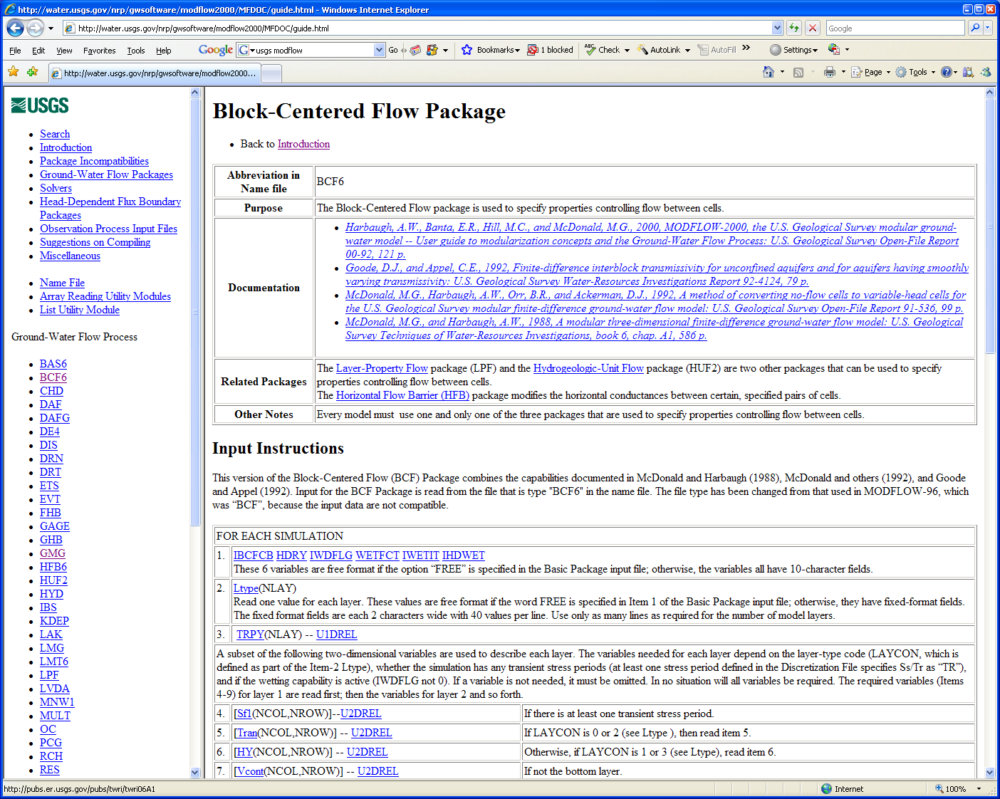 http://water.usgs.gov/nrp/gwsoftware/modflow2000/MFDOC/guide.html - Windows Internet Explorer
http://water.usgs.gov/nrp/gwsoftware/modflow2000/MFDOC/guide.html
Google
File Edit View Favorites Tools Help
Google
G usgs modflow
Go
Bookmarks
1 blocked
Check
AutoLink
AutoFill
Settings
http://water.usgs.gov/nrp/gwsoftware/modflow2000...
Page
Tools
USGS
Search
Introduction
Package Incompatibilities
Ground-Water Flow Packages
Solvers
Head-Dependent Flux Boundary
Packages
Observation Process Input Files
Suggestions on Compiling
Miscellaneous
Name File
Array Reading Utility Modules
List Utility Module
Ground-Water Flow Process
BAS6
BCF6
CHD
DAF
DAFG
DE4
DIS
DRN
DRT
ETS
EVT
FHB
GAGE
GHB
GMG
HFB6
HUF2
HYD
IBS
KDEP
LAK
LMG
LMT6
LPF
LVDA
MNW1
MULT
OC
PCG
RCH
RES
Block-Centered Flow Package
Back to Introduction
Abbreviation in
Name file
BCF6
Purpose
The Block-Centered Flow package is used to specify properties controlling flow between cells.
Documentation
Harbaugh, A.W., Banta, E.R., Hill, M.C., and McDonald, M.G., 2000, MODFLOW-2000, the U.S. Geological Survey modular ground-
water model -- User guide to modularization concepts and the Ground-Water Flow Process: U.S. Geological Survey Open-File Report
00-92, 121 p.
Goode, D.J., and Appel, C.E., 1992, Finite-difference interblock transmissivity for unconfined aquifers and for aquifers having smoothly
varying transmissivity: U.S. Geological Survey Water-Resources Investigations Report 92-4124, 79 p.
McDonald, M.G., Harbaugh, A.W., Orr, B.R., and Ackerman, D.J., 1992, A method of converting no-flow cells to variable-head cells for
the U.S. Geological Survey modular finite-difference ground-water flow model: U.S. Geological Survey Open-File Report 91-536, 99 p.
McDonald, M.G., and Harbaugh, A.W., 1988, A modular three-dimensional finite-difference ground-water flow model: U.S. Geological
Survey Techniques of Water-Resources Investigations, book 6, chap. A1, 586 p.
Related Packages
The Layer-Property Flow package (LPF) and the Hydrogeologic-Unit Flow package (HUF2) are two other packages that can be used to specify
properties controlling flow between cells.
The Horizontal Flow Barrier (HFB) package modifies the horizontal conductances between certain, specified pairs of cells.
Other Notes
Every model must use one and only one of the three packages that are used to specify properties controlling flow between cells.
Input Instructions
This version of the Block-Centered Flow (BCF) Package combines the capabilities documented in McDonald and Harbaugh (1988), McDonald and others (1992), and Goode
and Appel (1992). Input for the BCF Package is read from the file that is type "BCF6" in the name file. The file type has been changed from that used in MODFLOW-96, which
was “BCF”, because the input data are not compatible.
FOR EACH SIMULATION
1. IBCFCB HDRY IWDFLG WETFCT IWETIT IHDWET
These 6 variables are free format if the option “FREE” is specified in the Basic Package input file; otherwise, the variables all have 10-character fields.
2. Ltype(NLAY)
Read one value for each layer. These values are free format if the word FREE is specified in Item 1 of the Basic Package input file; otherwise, they have fixed-format fields.
The fixed format fields are each 2 characters wide with 40 values per line. Use only as many lines as required for the number of model layers.
3. TRPY(NLAY) -- U1DREL
A subset of the following two-dimensional variables are used to describe each layer. The variables needed for each layer depend on the layer-type code (LAYCON, which is
defined as part of the Item-2 Ltype), whether the simulation has any transient stress periods (at least one stress period defined in the Discretization File specifies Ss/Tr as “TR”),
and if the wetting capability is active (IWDFLG not 0). If a variable is not needed, it must be omitted. In no situation will all variables be required. The required variables (Items
4-9) for layer 1 are read first; then the variables for layer 2 and so forth.
4. [Sf1(NCOL,NROW)]--U2DREL If there is at least one transient stress period.
5. [Tran(NCOL,NROW)] -- U2DREL If LAYCON is 0 or 2 (see Ltype ), then read item 5.
6. [HY(NCOL,NROW)] -- U2DREL Otherwise, if LAYCON is 1 or 3 (see Ltype), read item 6.
7. [Vcont(NCOL,NROW)] -- U2DREL If not the bottom layer.
http://pubs.er.usgs.gov/pubs/twri/twri06A1
Internet
100%